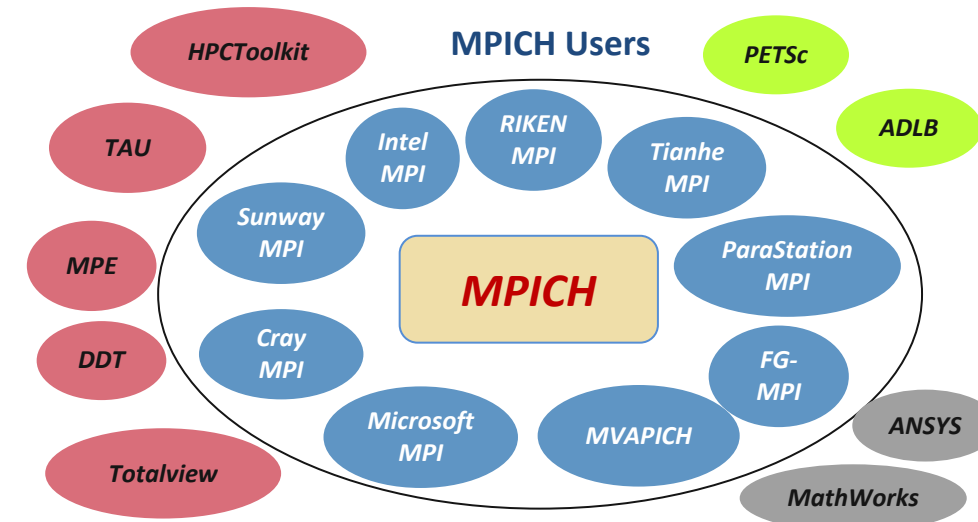 MPICH Users
HPCToolkit
PETSc
ADLB
TAU
Intel
MPI
RIKEN
MPI
Tianhe
MPI
Sunway
MPI
ParaStation
MPI
MPE
MPICH
DDT
Cray
MPI
FG-
MPI
Microsoft
MPI
MVAPICH
ANSYS
Totalview
MathWorks